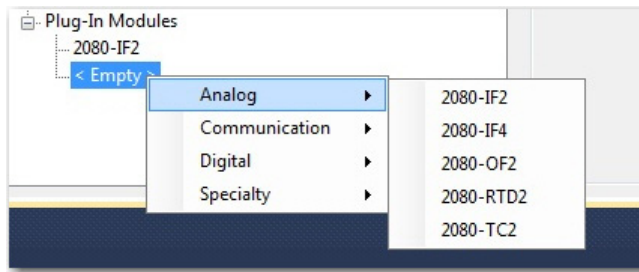 Plug-In Modules
2080-IF2
< Empty >
Analog
Communication
Digital
Specialty
2080-IF2
2080-IF4
2080-OF2
2080-RTD2
2080-TC2